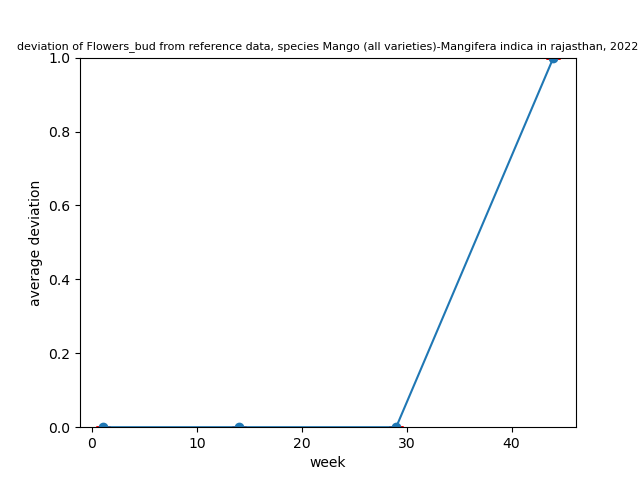 deviation of Flowers_bud from reference data, species Mango (all varieties)-Mangifera indica in rajasthan, 2022
1.0
0.8
0.6
0.4
0.2
0.0
average deviation
0 10 20 30 40
week